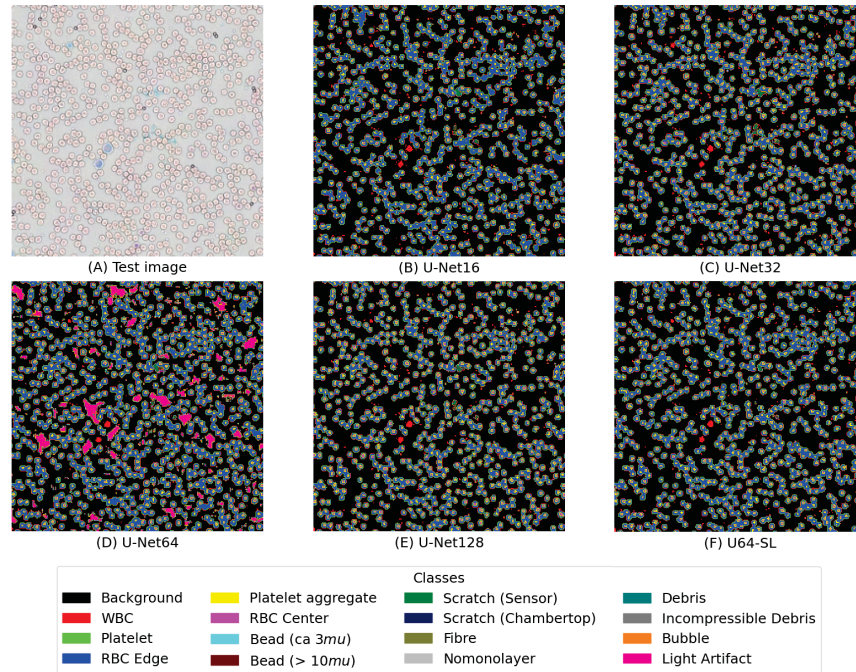 (A) Test image
(B) U-Net16
(C) U-Net32
(D) U-Net64
(E) U-Net128
(F) U64-SL
Classes
Background
Platelet aggregate
Scratch (Sensor)
Debris
WBC
RBC Center
Scratch (Chambertop)
Incompressible Debris
Platelet
Bead (ca 3mu)
Fibre
Bubble
RBC Edge
Bead (> 10mu)
Nomonolayer
Light Artifact